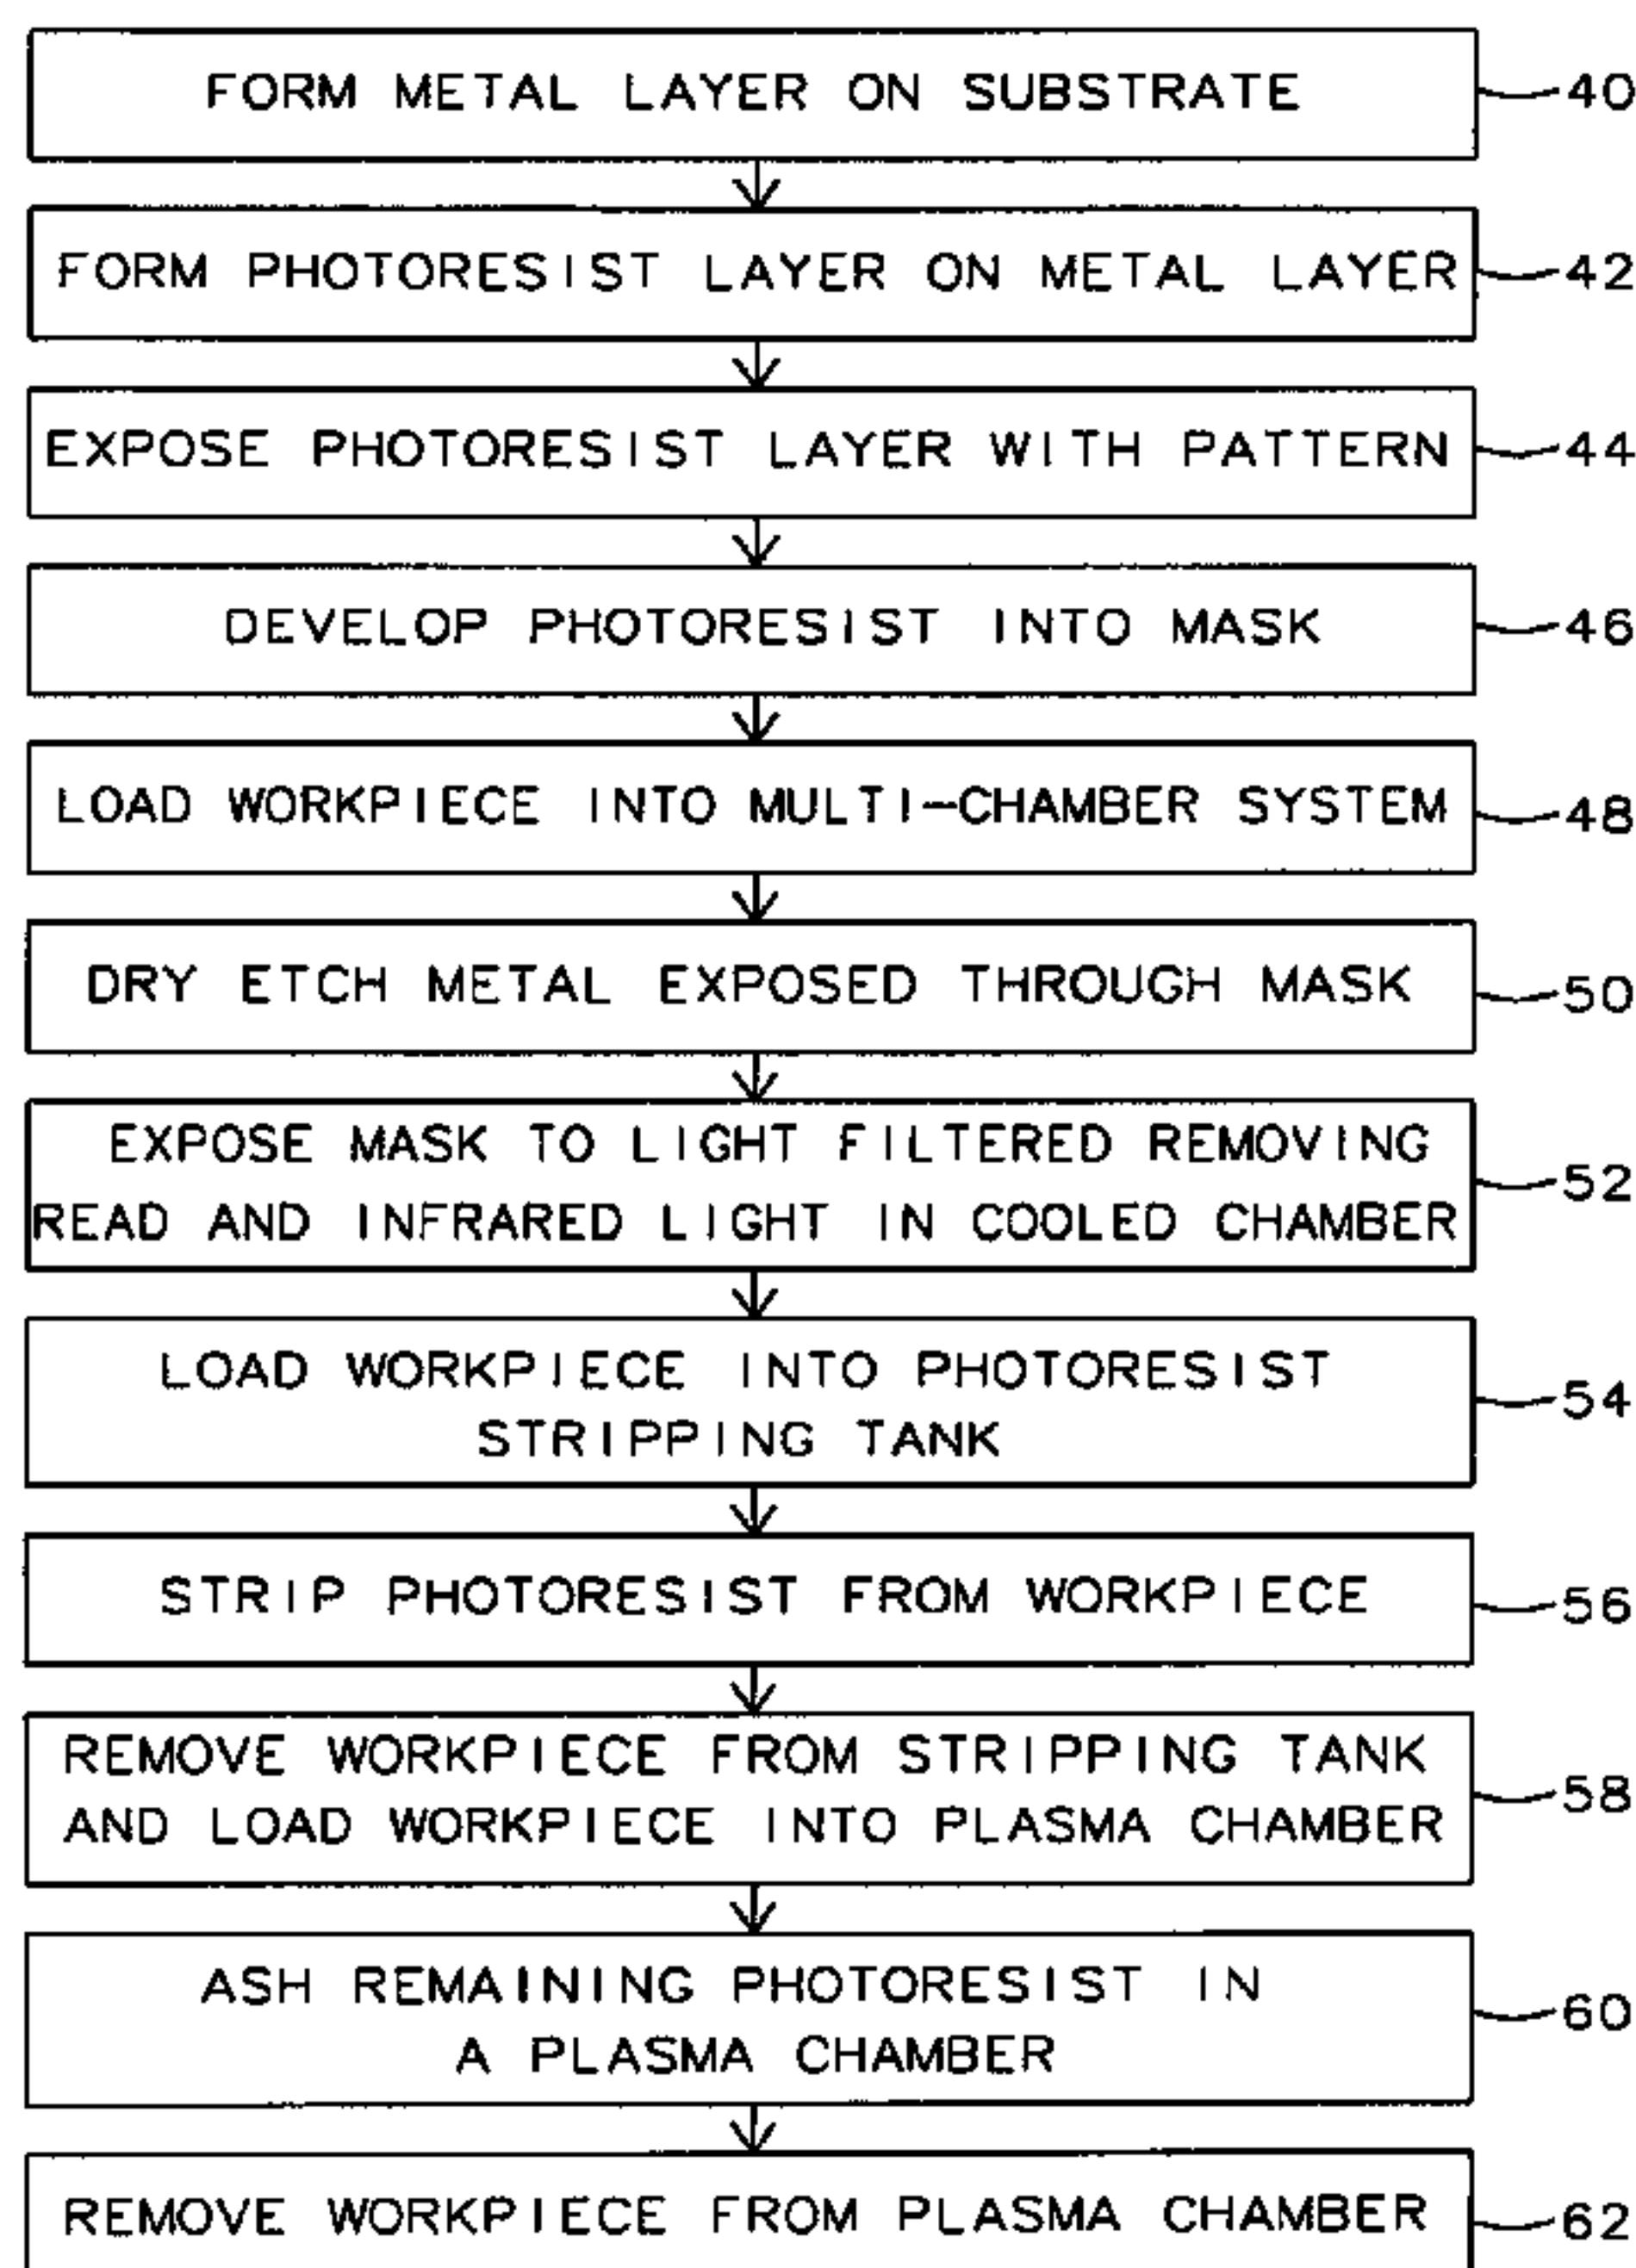 FORM METAL LAYER ON SUBSTRATE 40
FORM PHOTORESIST LAYER ON METAL LAYER 42
EXPOSE PHOTORESIST LAYER WITH PATTERN 44
DEVELOP PHOTORESIST INTO MASK 46
LOAD WORKPIECE INTO MULTI-CHAMBER SYSTEM 48
DRY ETCH METAL EXPOSED THROUGH MASK 50
EXPOSE MASK TO LIGHT FILTERED REMOVING
READ AND INFRARED LIGHT IN COOLED CHAMBER 52
LOAD WORKPIECE INTO PHOTORESIST
STRIPPING TANK 54
STRIP PHOTORESIST FROM WORKPIECE 56
REMOVE WORKPIECE FROM STRIPPING TANK
AND LOAD WORKPIECE INTO PLASMA CHAMBER 58
ASH REMAINING PHOTORESIST IN
A PLASMA CHAMBER 60
REMOVE WORKPIECE FROM PLASMA CHAMBER 62